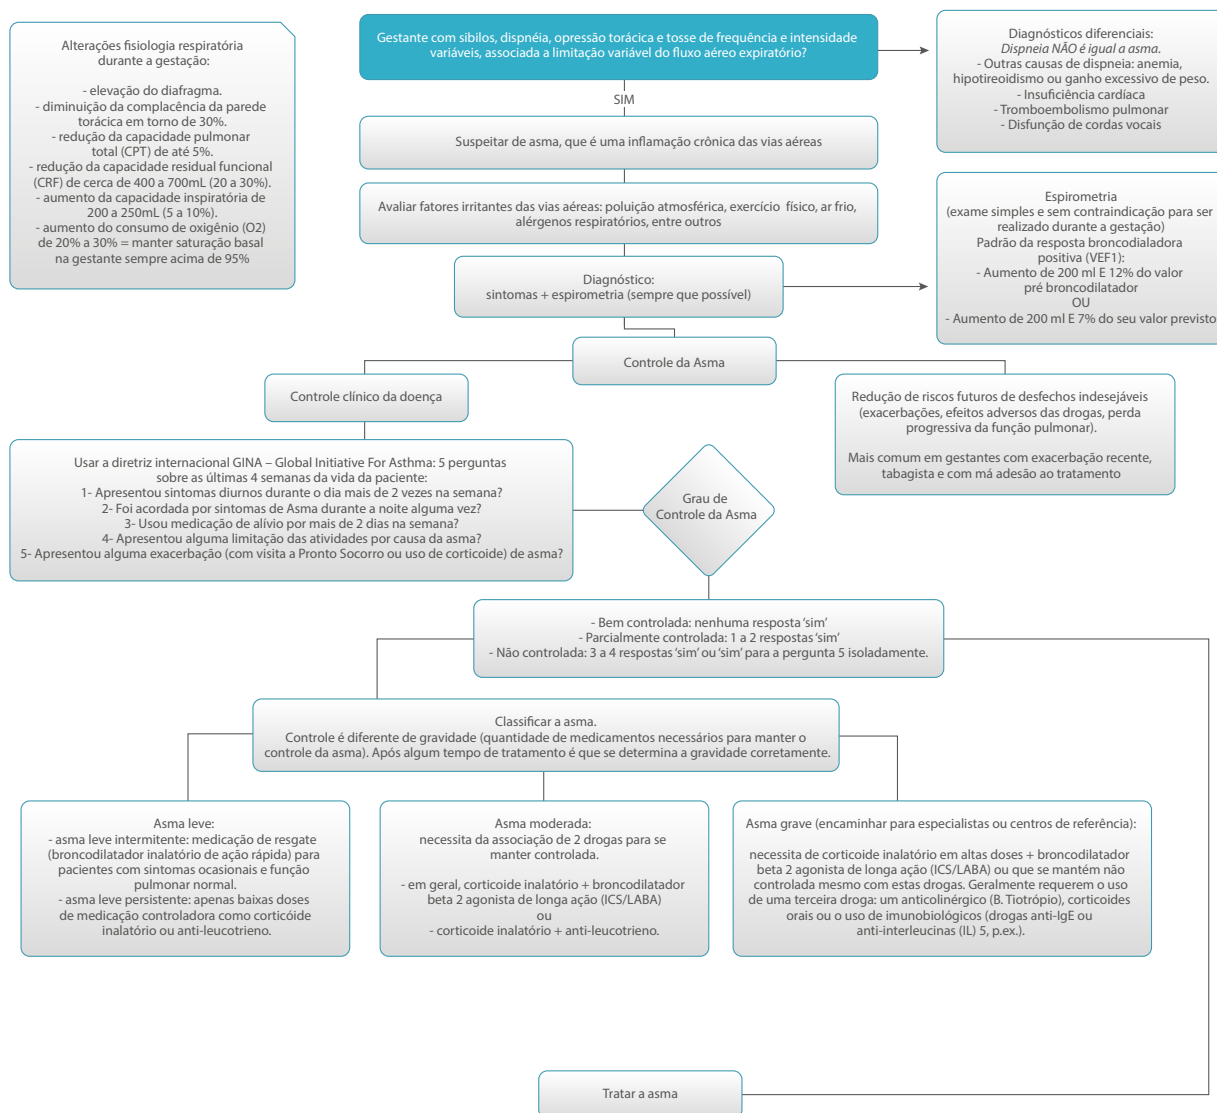 Alterações fisiologia respiratória
durante a gestação:
- elevação do diafragma.
- diminuição da complacência da parede
torácica em torno de 30%.
- redução da capacidade pulmonar
total (CPT) de até 5%.
- redução da capacidade residual funcional
(CRF) de cerca de 400 a 700mL (20 a 30%).
- aumento da capacidade inspiratória de
200 a 250mL (5 a 10%).
- aumento do consumo de oxigênio (O2)
de 20% a 30% = manter saturação basal
na gestante sempre acima de 95%
Gestante com sibilos, dispnéia, opressão torácica e tosse de frequência e intensidade
variáveis, associada a limitação variável do fluxo aéreo expiratório?
Diagnósticos diferenciais:
Dispneia NÃO é igual a asma.
- Outras causas de dispneia: anemia,
hipotireoidismo ou ganho excessivo de peso.
- Insuficiência cardíaca
- Tromboembolismo pulmonar
- Disfunção de cordas vocais
SIM
Suspeitar de asma, que é uma inflamação crônica das vias aéreas
Avaliar fatores irritantes das vias aéreas: poluição atmosférica, exercício físico, ar frio,
alérgenos respiratórios, entre outros
Diagnóstico:
sintomas + espirometria (sempre que possível)
Espirometria
(exame simples e sem contraindicação para ser
realizado durante a gestação)
Padrão da resposta broncodialadora
positiva (VEF1):
- Aumento de 200 ml E 12% do valor
pré broncodilatador
OU
- Aumento de 200 ml E 7% do seu valor previsto
Controle da Asma
Controle clínico da doença
Redução de riscos futuros de desfechos indesejáveis
(exacerbações, efeitos adversos das drogas, perda
progressiva da função pulmonar).
Mais comum em gestantes com exacerbação recente,
tabagista e com má adesão ao tratamento
Usar a diretriz internacional GINA – Global Initiative For Asthma: 5 perguntas
sobre as últimas 4 semanas da vida da paciente:
1- Apresentou sintomas diurnos durante o dia mais de 2 vezes na semana?
2- Foi acordada por sintomas de Asma durante a noite alguma vez?
3- Usou medicação de alívio por mais de 2 dias na semana?
4- Apresentou alguma limitação das atividades por causa da asma?
5- Apresentou alguma exacerbação (com visita a Pronto Socorro ou uso de corticoide) de asma?
Grau de
Controle da Asma
- Bem controlada: nenhuma resposta ‘sim’
- Parcialmente controlada: 1 a 2 respostas ‘sim’
- Não controlada: 3 a 4 respostas ‘sim’ ou ‘sim’ para a pergunta 5 isoladamente.
Classificar a asma.
Controle é diferente de gravidade (quantidade de medicamentos necessários para manter o
controle da asma). Após algum tempo de tratamento é que se determina a gravidade corretamente.
Asma leve:
- asma leve intermitente: medicação de resgate
(broncodilatador inalatório de ação rápida) para
pacientes com sintomas ocasionais e função
pulmonar normal.
- asma leve persistente: apenas baixas doses
de medicação controladora como corticóide
inalatório ou anti-leucotrieno.
Asma moderada:
necessita da associação de 2 drogas para se
manter controlada.
- em geral, corticoide inalatório + broncodilatador
beta 2 agonista de longa ação (ICS/LABA)
ou
- corticoide inalatório + anti-leucotrieno.
Asma grave (encaminhar para especialistas ou centros de referência):
necessita de corticoide inalatório em altas doses + broncodilatador
beta 2 agonista de longa ação (ICS/LABA) ou que se mantém não
controlada mesmo com estas drogas. Geralmente requerem o uso
de uma terceira droga: um anticolinérgico (B. Tiotrópio), corticoides
orais ou o uso de imunobiológicos (drogas anti-IgE ou
anti-interleucinas (IL) 5, p.ex.).
Tratar a asma